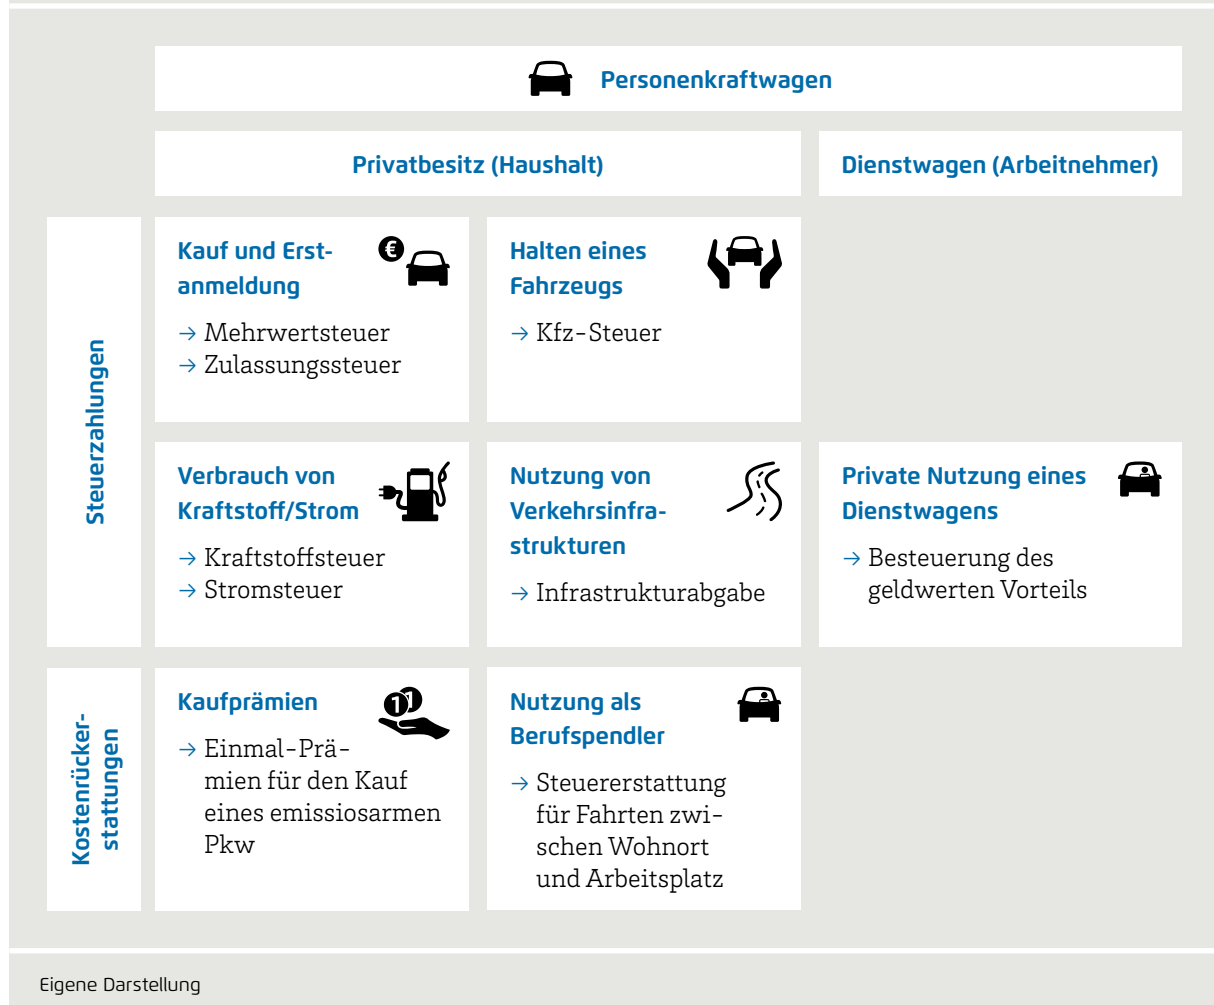 Personenkraftwagen
Privatbesitz (Haushalt)
Dienstwagen (Arbeitnehmer)
Steuerzahlungen
Kauf und Erst-
anmeldung
→ Mehrwertsteuer
→ Zulassungssteuer
Halten eines
Fahrzeugs
→ Kfz-Steuer
Verbrauch von
Kraftstoff/Strom
→ Kraftstoffsteuer
→ Stromsteuer
Nutzung von
Verkehrsinfra-
strukturen
→ Infrastrukturabgabe
Private Nutzung eines
Dienstwagens
→ Besteuerung des
geldwerten Vorteils
Kostenrücker-
stattungen
Kaufprämien
→ Einmal-Prä-
mien für den Kauf
eines emissiosarmen
Pkw
Nutzung als
Berufspendler
→ Steuererstattung
für Fahrten zwi-
schen Wohnort
und Arbeitsplatz
Eigene Darstellung